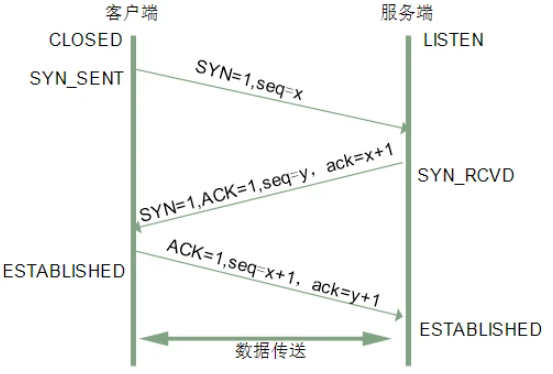 客户端
服务端
CLOSED
LISTEN
SYN_SENT
SYN=1,seq=x
SYN=1,ACK=1,seq=y，ack=x+1
SYN_RCVD
ACK=1,seq=x+1，ack=y+1
ESTABLISHED
ESTABLISHED
数据传送